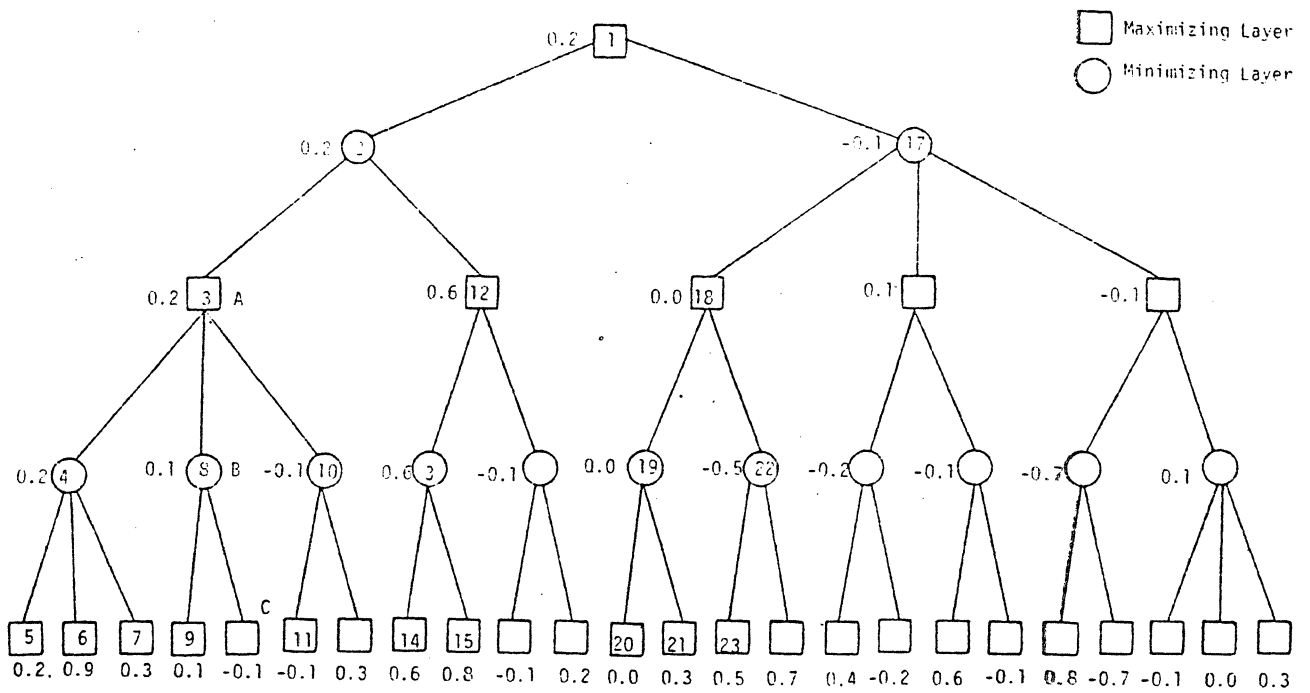 0.2 1 Maximizing Layer
Minimizing Layer
0.2 2 -0.1 17
0.2 3 A 0.6 12 0.0 18 0.1 -0.1
0.2 4 0.1 8 B -0.1 10 0.6 3 -0.1 0.0 19 -0.5 22 -0.2 -0.1 -0.7 0.1
C
5 6 7 9 11 14 15 20 21 23
0.2. 0.9 0.3 0.1 -0.1 -0.1 0.3 0.6 0.8 -0.1 0.2 0.0 0.3 0.5 0.7 0.4 -0.2 0.6 -0.1 0.8 -0.7 -0.1 0.0 0.3